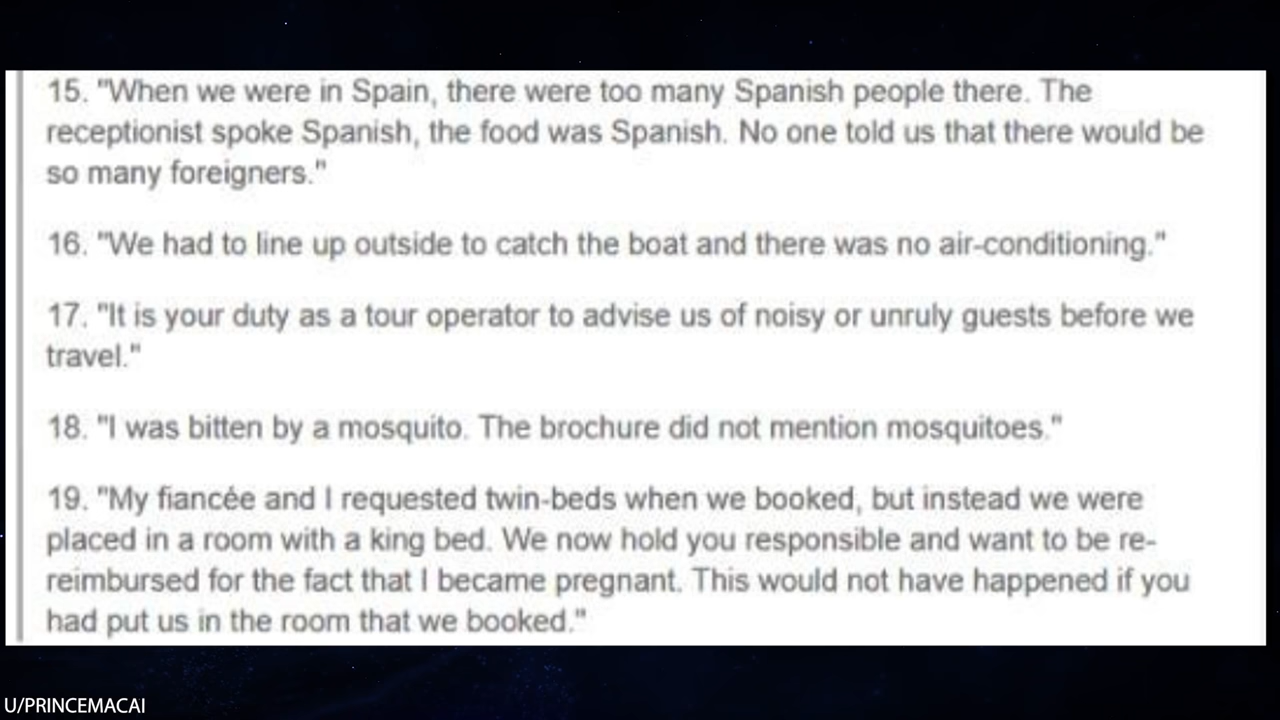 15. "When we were in Spain, there were too many Spanish people there. The
receptionist spoke Spanish, the food was Spanish. No one told us that there would be
so many foreigners."
16. "We had to line up outside to catch the boat and there was no air-conditioning."
17. "It is your duty as a tour operator to advise us of noisy or unruly guests before we
travel."
18. "I was bitten by a mosquito. The brochure did not mention mosquitoes."
19. "My fiancée and I requested twin-beds when we booked, but instead we were
placed in a room with a king bed. We now hold you responsible and want to be re-
reimbursed for the fact that I became pregnant. This would not have happened if you
had put us in the room that we booked."
U/PRINCEMACAI